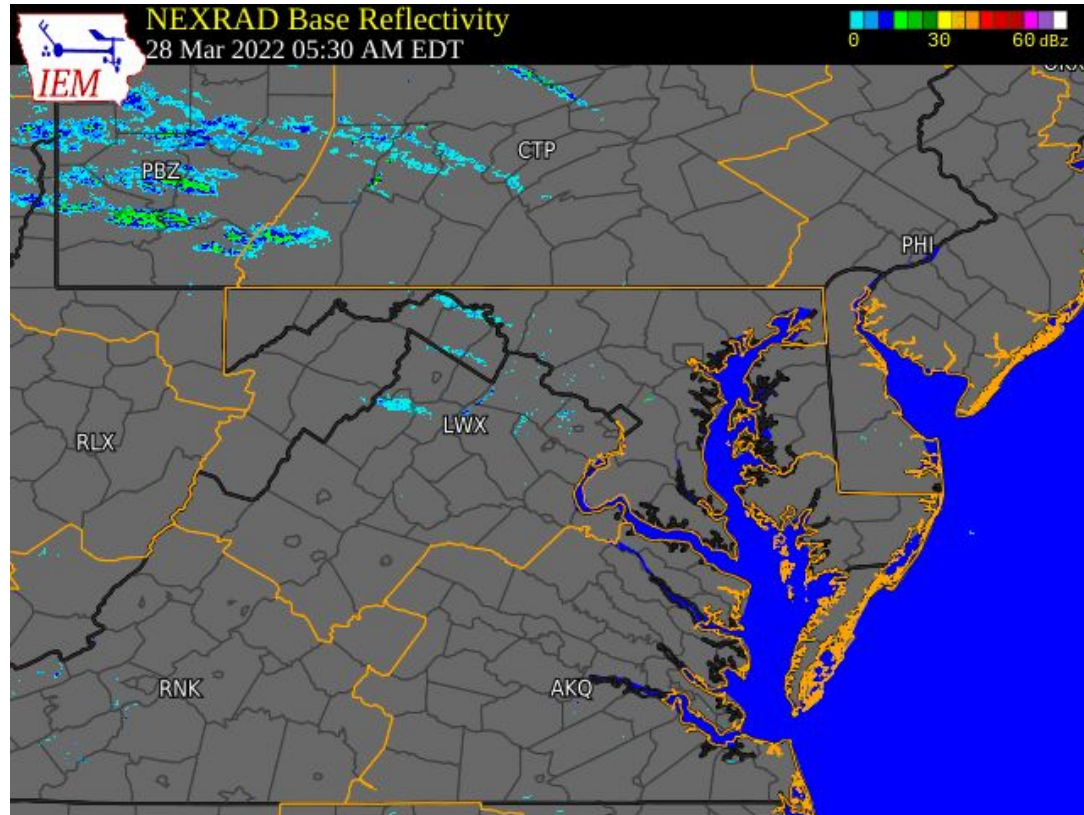 NEXRAD Base Reflectivity
28 Mar 2022 05:30 AM EDT
IEM
0 30 60 dBz
CTP
PBZ
PHI
LWX
RLX
RNK
AKQ